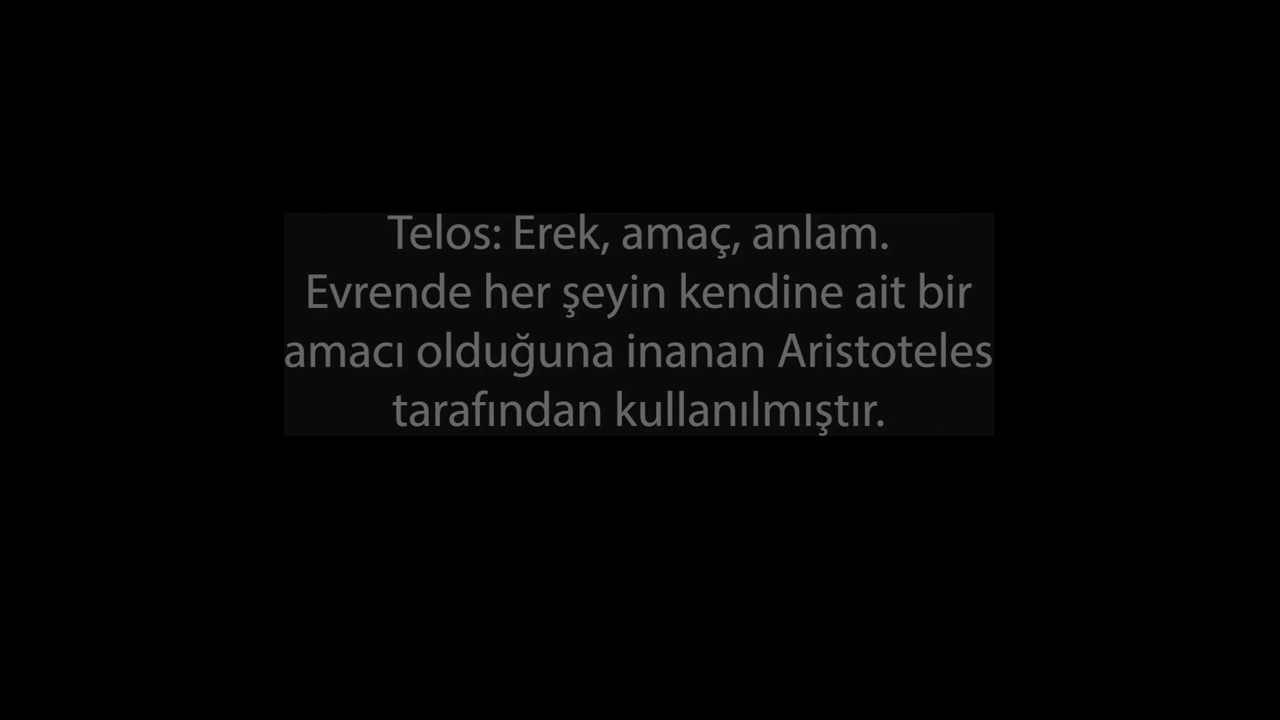 Telos: Erek, amaç, anlam.
Evrende her şeyin kendine ait bir
amacı olduğuna inanan Aristoteles
tarafından kullanılmıştır.